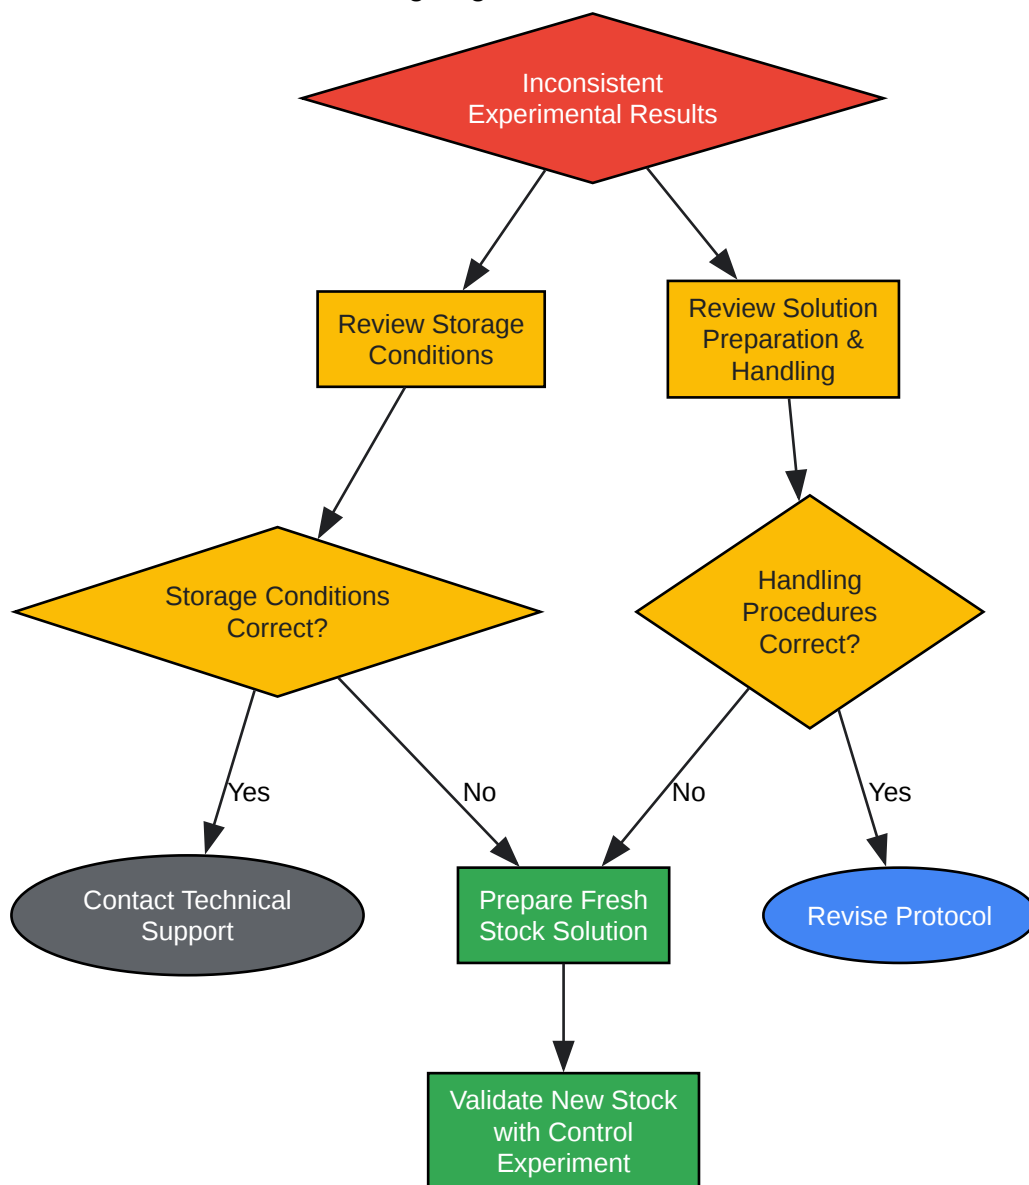 Inconsistent
Experimental Results
Review Storage
Conditions
Review Solution
Preparation &
Handling
Storage Conditions
Correct?
Handling
Procedures
Correct?
Yes
No
No
Yes
Contact Technical
Support
Prepare Fresh
Stock Solution
Revise Protocol
Validate New Stock
with Control
Experiment